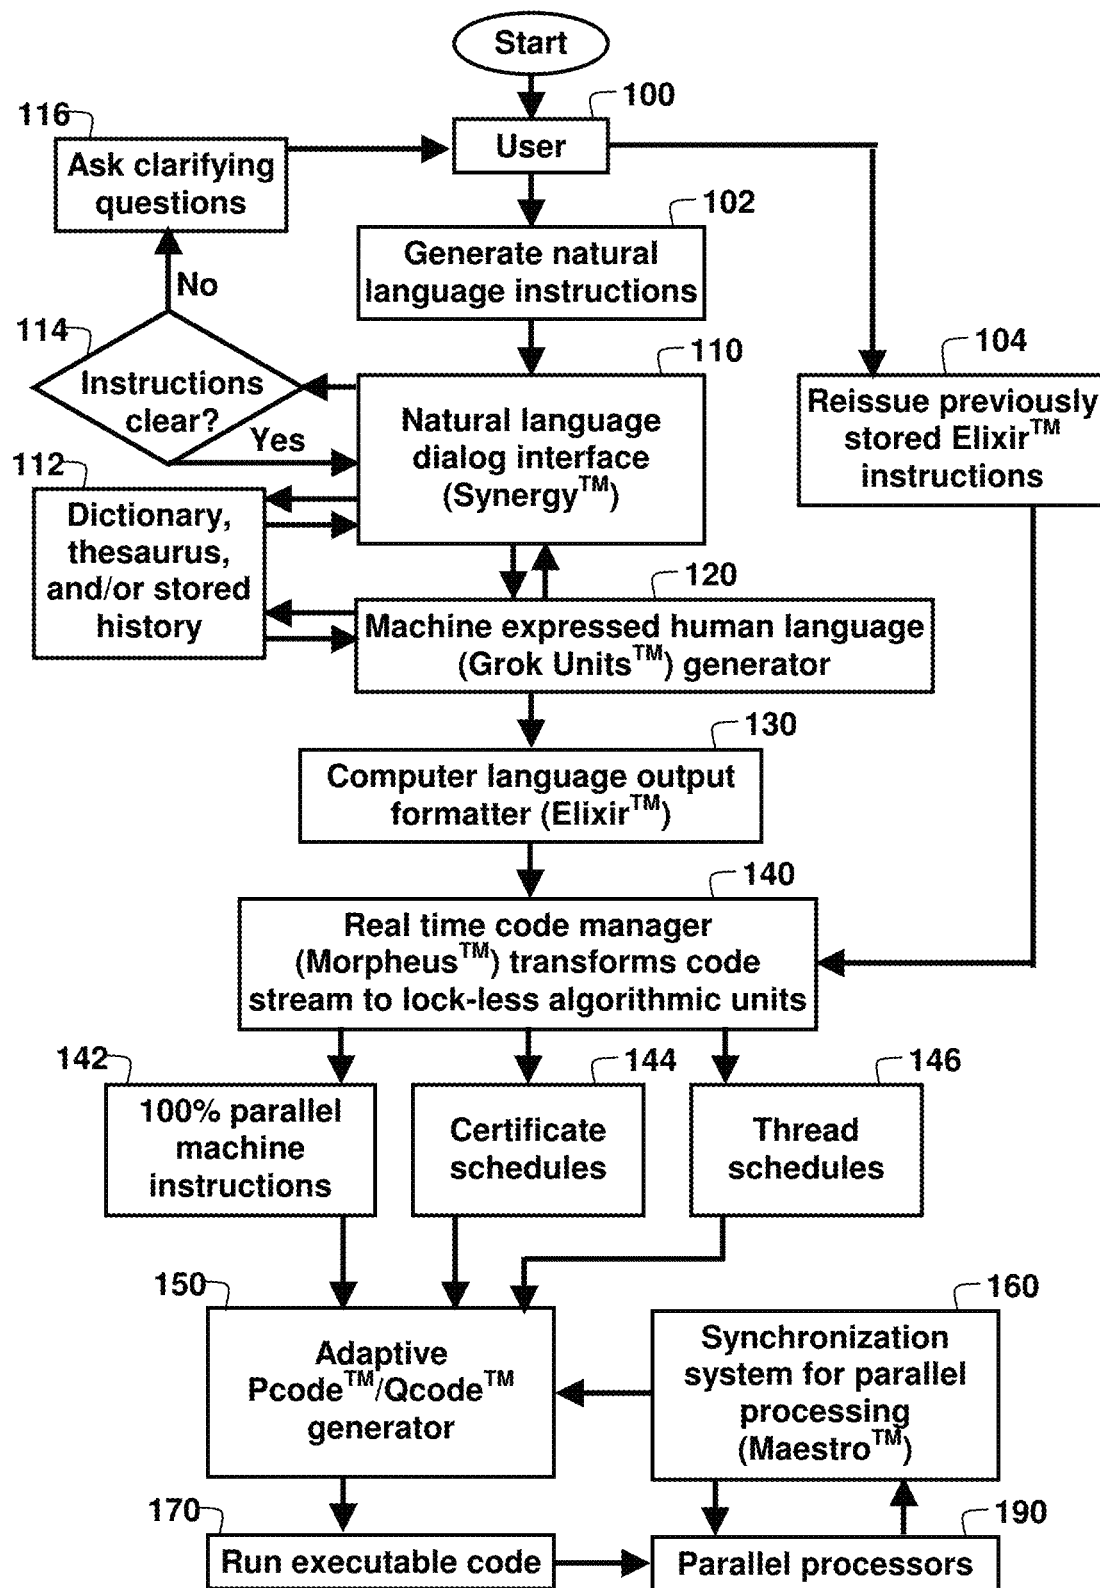 Start
100
User
116
Ask clarifying
questions
102
Generate natural
language instructions
No
114
Instructions
clear?
Yes
110
Natural language
dialog interface
(Synergy™)
104
Reissue previously
stored Elixir™
instructions
112
Dictionary,
thesaurus,
and/or stored
history
120
Machine expressed human language
(Grok Units™) generator
130
Computer language output
formatter (Elixir™)
140
Real time code manager
(Morpheus™) transforms code
stream to lock-less algorithmic units
142
100% parallel
machine
instructions
144
Certificate
schedules
146
Thread
schedules
150
Adaptive
Pcode™/Qcode™
generator
160
Synchronization
system for parallel
processing
(Maestro™)
170
Run executable code
190
Parallel processors